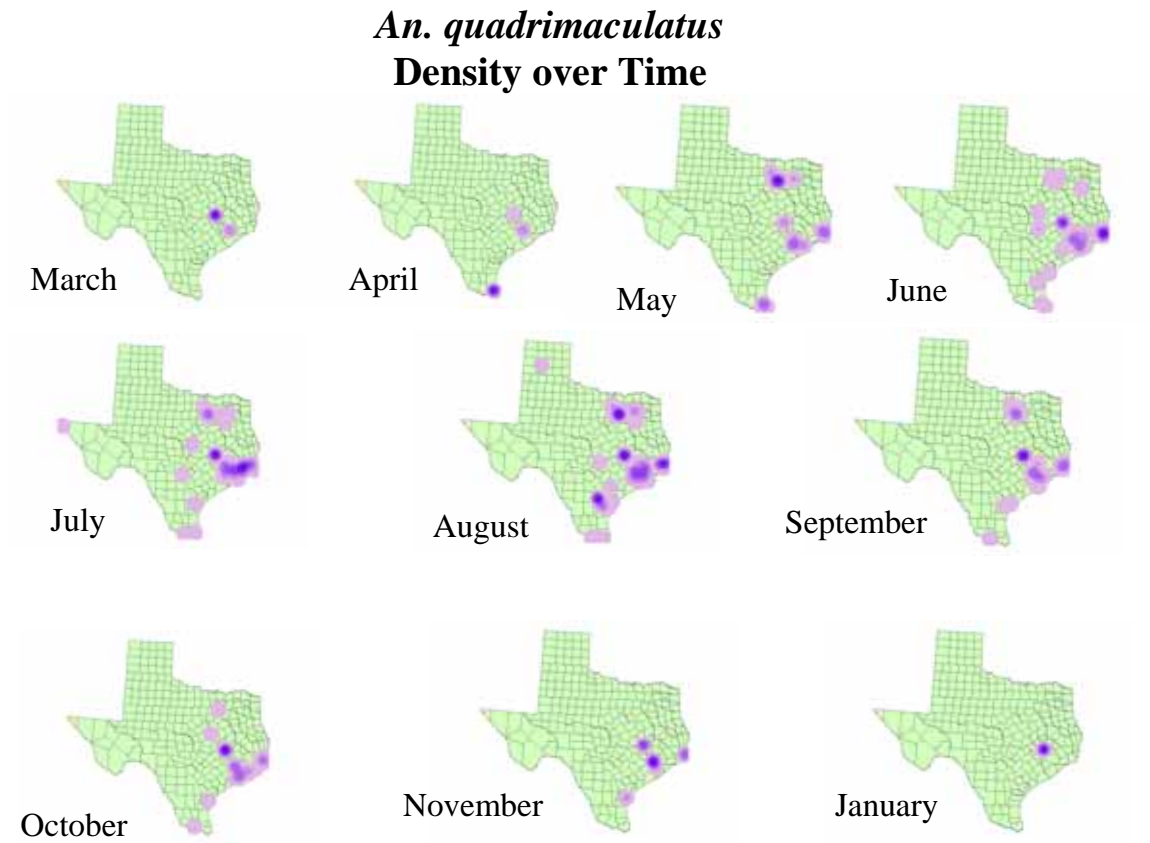 An. quadrimaculatus
Density over Time
March
April
May
June
July
August
September
October
November
January